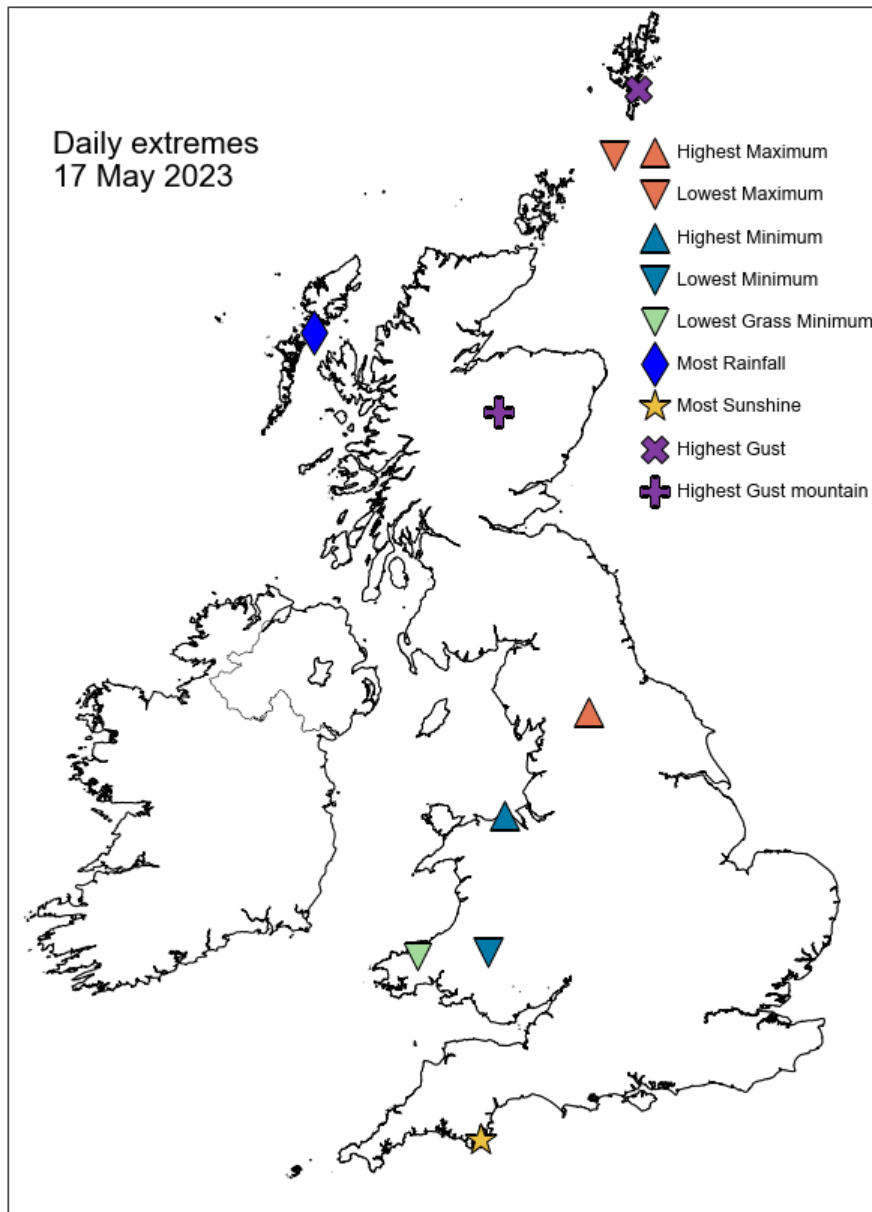 Daily extremes
17 May 2023
Highest Maximum
Lowest Maximum
Highest Minimum
Lowest Minimum
Lowest Grass Minimum
Most Rainfall
Most Sunshine
Highest Gust
Highest Gust mountain